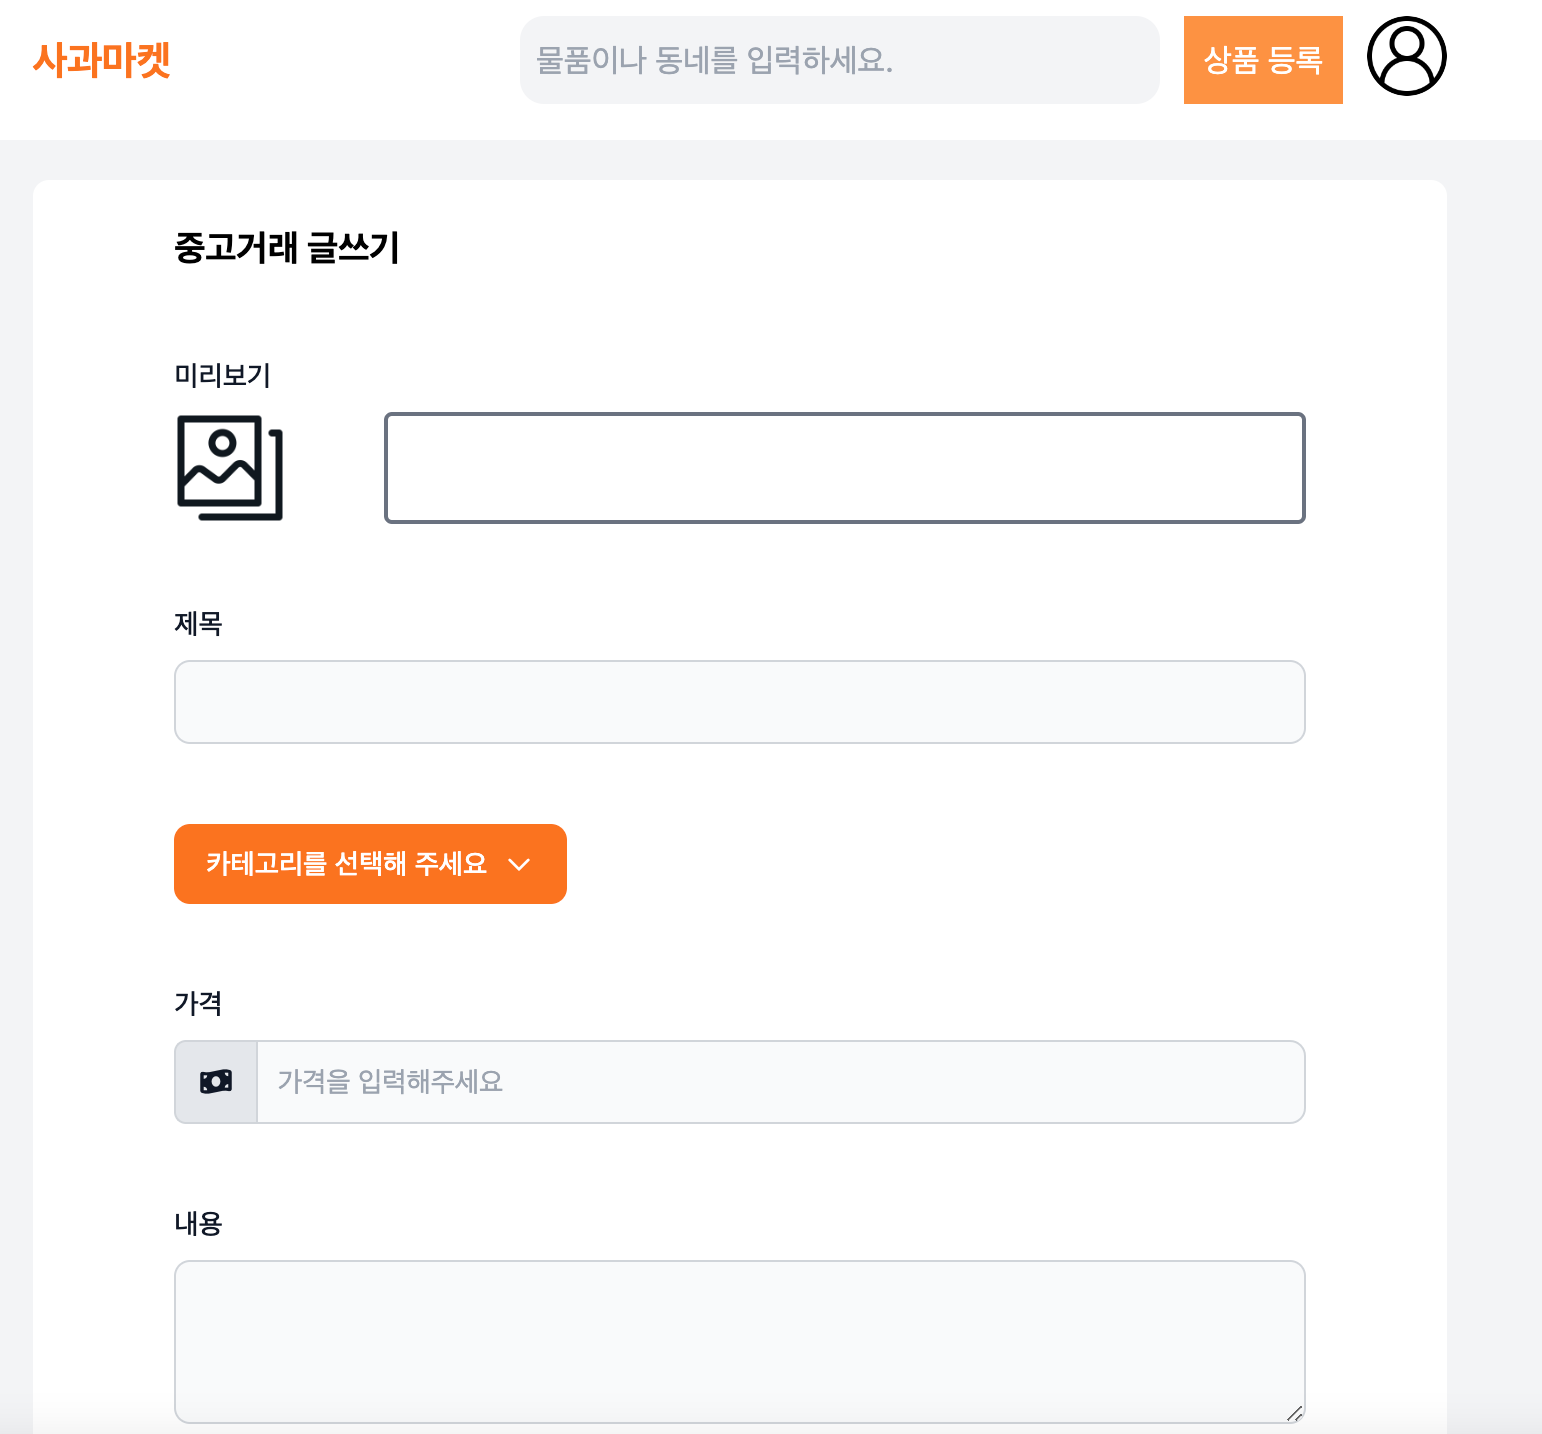 사과마켓
물품이나 동네를 입력하세요.
상품 등록
중고거래 글쓰기
미리보기
제목
카테고리를 선택해 주세요
가격
가격을 입력해주세요
내용